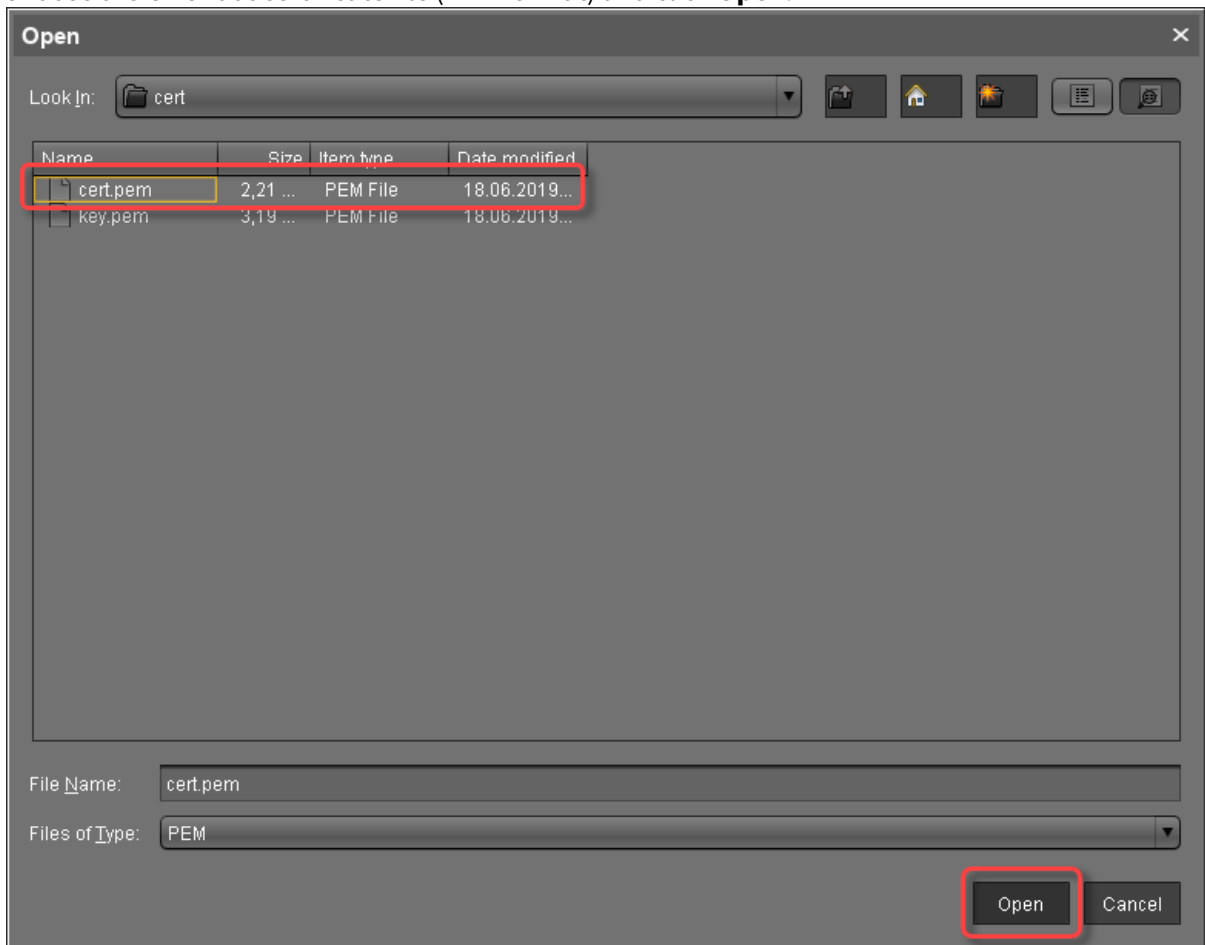 Open
Look In: cert
Name Size Item type Date modified
cert.pem 2,21 ... PEM File 18.06.2019...
key.pem 3,19 ... PEM File 18.06.2019...
File Name: cert.pem
Files of Type: PEM
Open Cancel